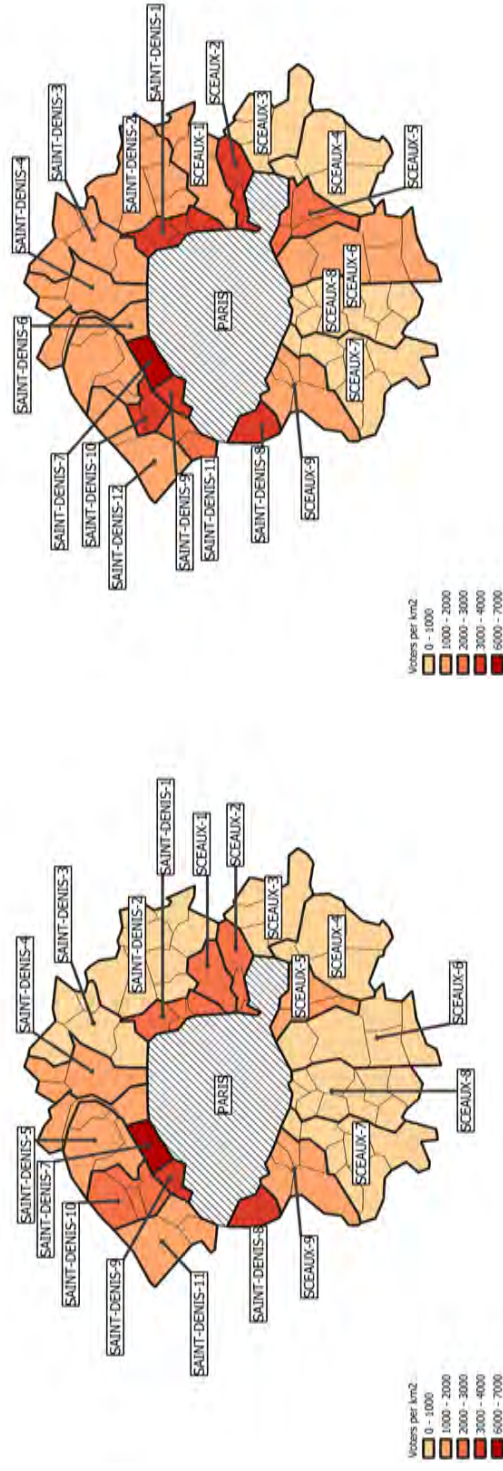 SAINT-DENIS-5
SAINT-DENIS-4
SAINT-DENIS-7
SAINT-DENIS-3
SAINT-DENIS-10
SAINT-DENIS-9
SAINT-DENIS-2
SAINT-DENIS-1
SAINT-DENIS-11
SCEAUX-1
PARIS
SCEAUX-2
SAINT-DENIS-8
SCEAUX-3
SCEAUX-5
SCEAUX-9
SCEAUX-4
SCEAUX-7
SCEAUX-6
SCEAUX-8
Voters per km2
0 - 1000
1000 - 2000
2000 - 3000
3000 - 4000
6000 - 7000
SAINT-DENIS-6
SAINT-DENIS-4
SAINT-DENIS-3
SAINT-DENIS-7
SAINT-DENIS-10
SAINT-DENIS-12
SAINT-DENIS-2
SAINT-DENIS-1
SAINT-DENIS-9
SAINT-DENIS-11
SCEAUX-1
SCEAUX-2
PARIS
SAINT-DENIS-8
SCEAUX-3
SCEAUX-9
SCEAUX-8
SCEAUX-4
SCEAUX-6
SCEAUX-7
SCEAUX-5
Voters per km2
0 - 1000
1000 - 2000
2000 - 3000
3000 - 4000
6000 - 7000